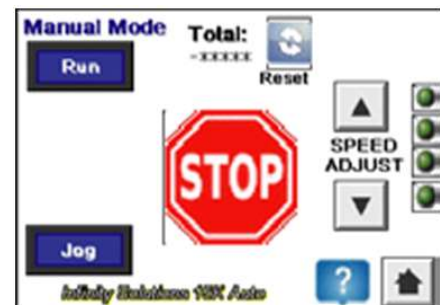 Manual Mode
Total:
Run
Reset
SPEED
ADJUST
STOP
Jog
?